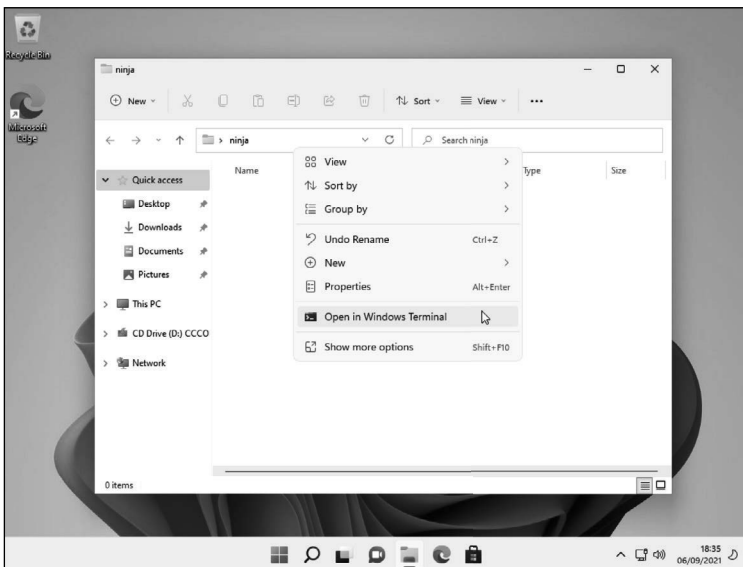 Recycle Bin
Microsoft
Edge
ninja
New
Sort
View
ninja
Search ninja
Name
Type
Size
Quick access
Desktop
Downloads
Documents
Pictures
This PC
CD Drive (D:) CCCO
Network
View
Sort by
Group by
Undo Rename Ctrl+Z
New
Properties Alt+Enter
Open in Windows Terminal
Show more options Shift+F10
0 items
18:35
06/09/2021